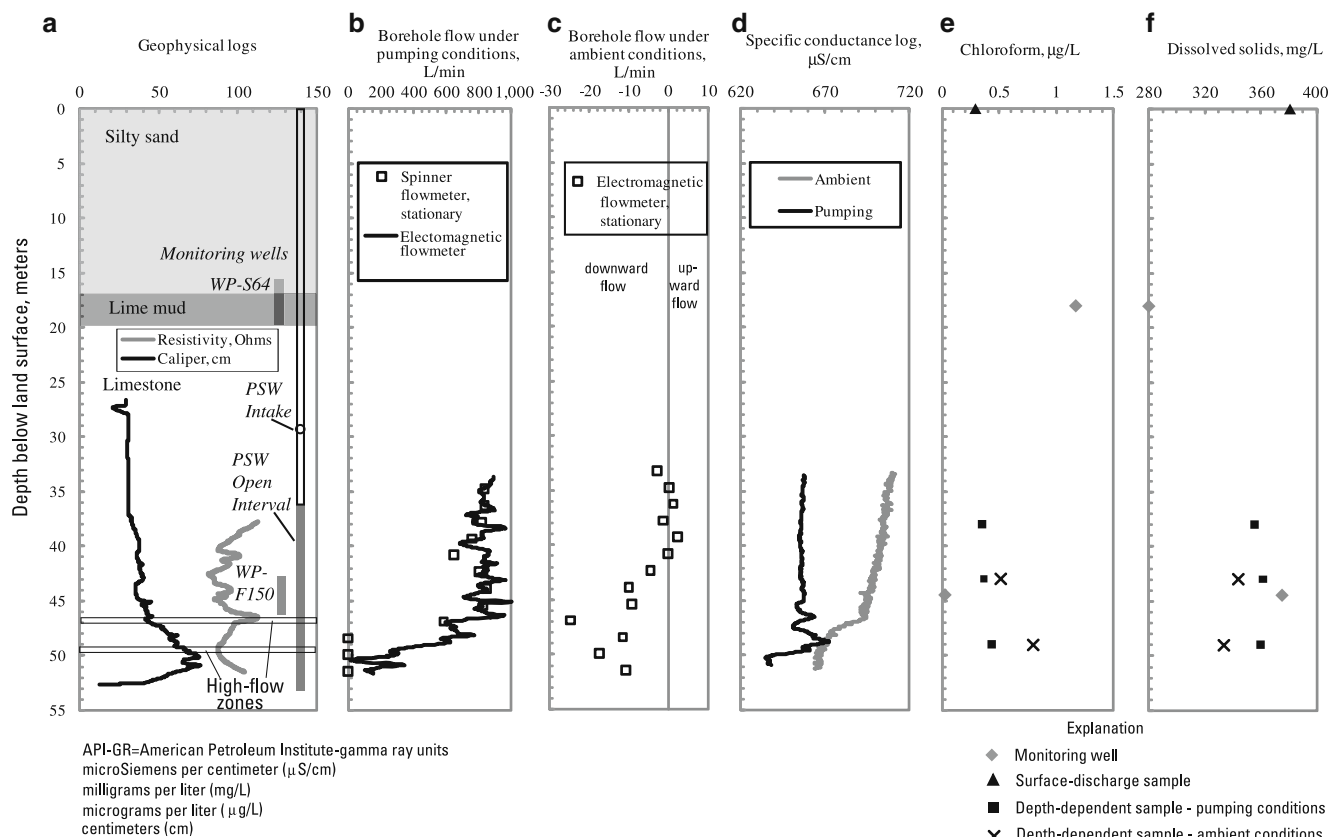 a
Geophysical logs
0 50 100 150
b
Borehole flow under
pumping conditions,
L/min
0 200 400 600 800 1,000
c
Borehole flow under
ambient conditions,
L/min
-30 -20 -10 0 10
d
Specific conductance log,
μS/cm
620 670 720
e
Chloroform, μg/L
0 0.5 1 1.5
f
Dissolved solids, mg/L
280 320 360 400
Depth below land surface, meters
0
5
10
15
20
25
30
35
40
45
50
55
Silty sand
Monitoring wells
WP-S64
Lime mud
Resistivity, Ohms
Caliper, cm
Limestone
PSW
Intake
PSW
Open
Interval
WP-
F150
High-flow
zones
Spinner
flowmeter,
stationary
Electomagnetic
flowmeter
Electromagnetic
flowmeter,
stationary
downward
flow
up-
ward
flow
Ambient
Pumping
API-GR=American Petroleum Institute-gamma ray units
microSiemens per centimeter (μS/cm)
milligrams per liter (mg/L)
micrograms per liter (μg/L)
centimeters (cm)
Explanation
Monitoring well
Surface-discharge sample
Depth-dependent sample - pumping conditions
Depth-dependent sample - ambient conditions